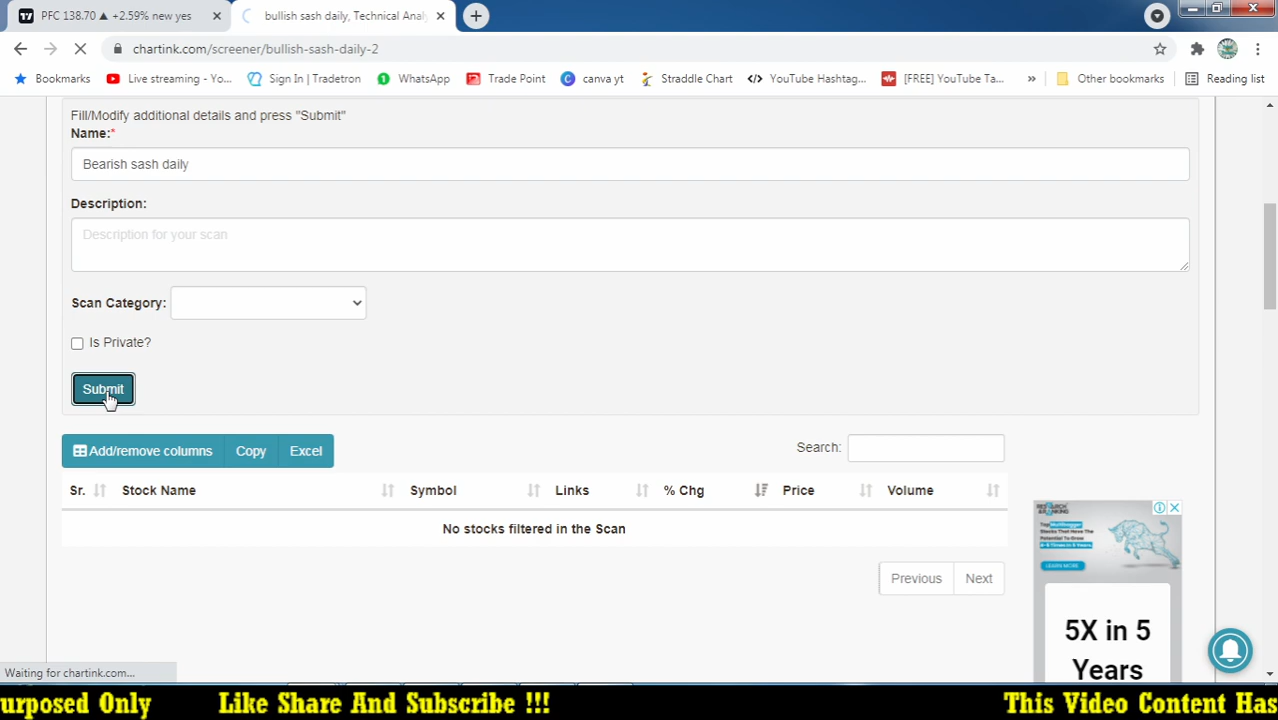 PFC 138.70 ▲ +2.59% new yes
bullish sash daily, Technical Analy
chartink.com/screener/bullish-sash-daily-2
Bookmarks Live streaming - Yo... Sign In | Tradetron WhatsApp Trade Point canva yt Straddle Chart YouTube Hashtag... [FREE] YouTube Ta... » Other bookmarks Reading list
Fill/Modify additional details and press "Submit"
Name:*
Bearish sash daily
Description:
Description for your scan
Scan Category:
Is Private?
Submit
Add/remove columns Copy Excel Search:
Sr. Stock Name Symbol Links % Chg Price Volume
No stocks filtered in the Scan
Previous Next
LEARN MORE
5X in 5
Years
Waiting for chartink.com...
urposed Only Like Share And Subscribe !!! This Video Content Has